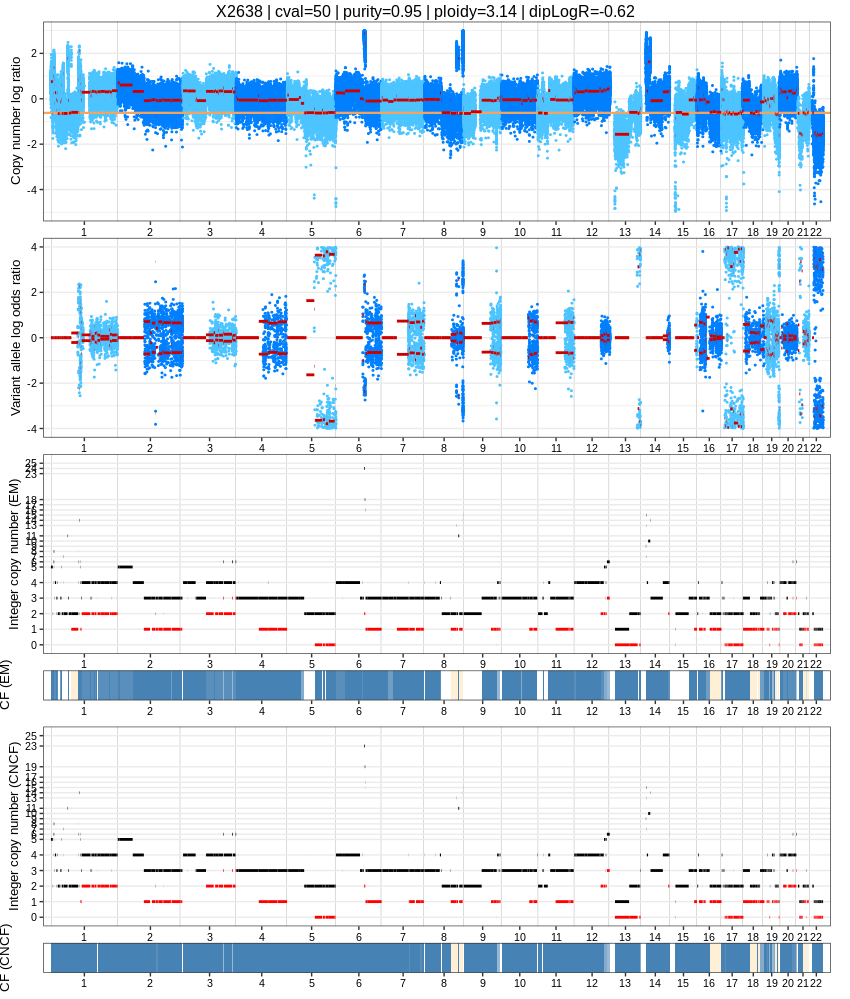 X2638 | cval=50 | purity=0.95 | ploidy=3.14 | dipLogR=-0.62
Copy number log ratio
2
0
-2
-4
1 2 3 4 5 6 7 8 9 10 11 12 13 14 15 16 17 18 19 20 21 22
Variant allele log odds ratio
4
2
0
-2
-4
1 2 3 4 5 6 7 8 9 10 11 12 13 14 15 16 17 18 19 20 21 22
Integer copy number (EM)
25
23
18
13
11
5
4
3
2
1
0
1 2 3 4 5 6 7 8 9 10 11 12 13 14 15 16 17 18 19 20 21 22
CF (EM)
1 2 3 4 5 6 7 8 9 10 11 12 13 14 15 16 17 18 19 20 21 22
Integer copy number (CNCF)
25
23
19
13
11
5
4
3
2
1
0
1 2 3 4 5 6 7 8 9 10 11 12 13 14 15 16 17 18 19 20 21 22
CF (CNCF)
1 2 3 4 5 6 7 8 9 10 11 12 13 14 15 16 17 18 19 20 21 22